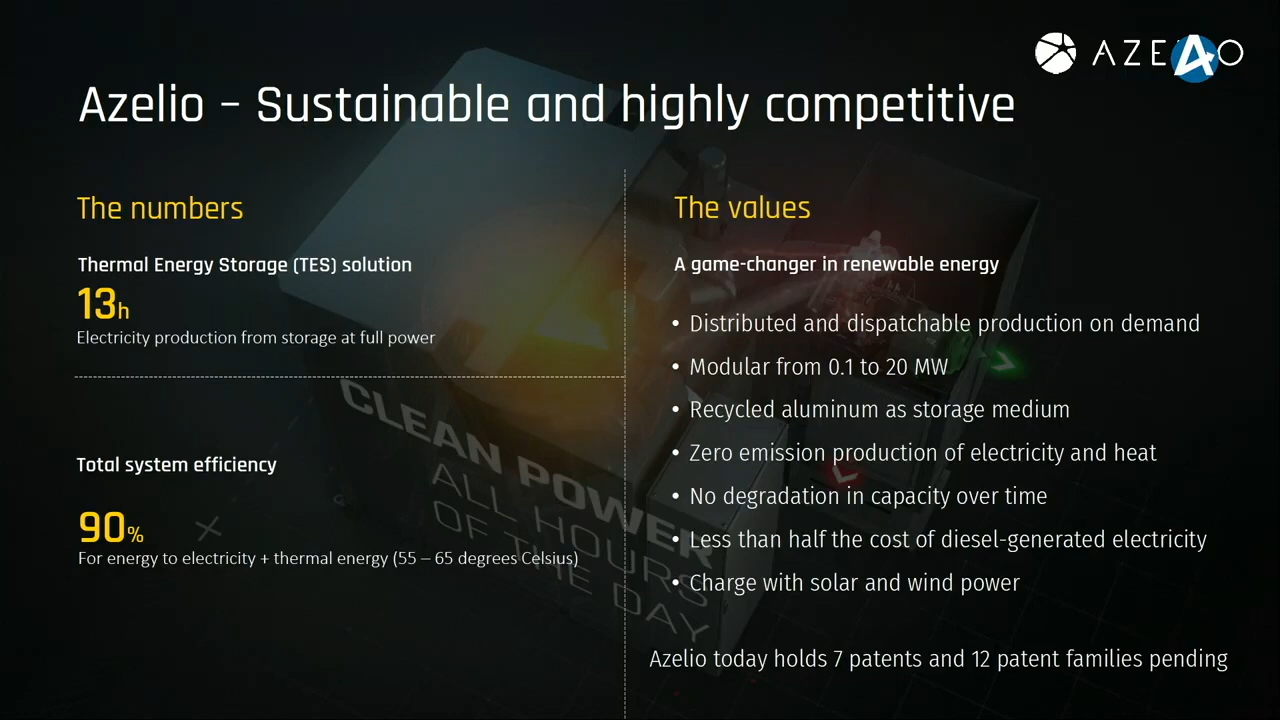 AZELIO
Azelio – Sustainable and highly competitive
The numbers
Thermal Energy Storage (TES) solution
13h
Electricity production from storage at full power
Total system efficiency
90%
For energy to electricity + thermal energy (55 – 65 degrees Celsius)
The values
A game-changer in renewable energy
• Distributed and dispatchable production on demand
• Modular from 0.1 to 20 MW
• Recycled aluminum as storage medium
• Zero emission production of electricity and heat
• No degradation in capacity over time
• Less than half the cost of diesel-generated electricity
• Charge with solar and wind power
Azelio today holds 7 patents and 12 patent families pending
CLEAN POWER
ALL HOURS
OF THE DAY